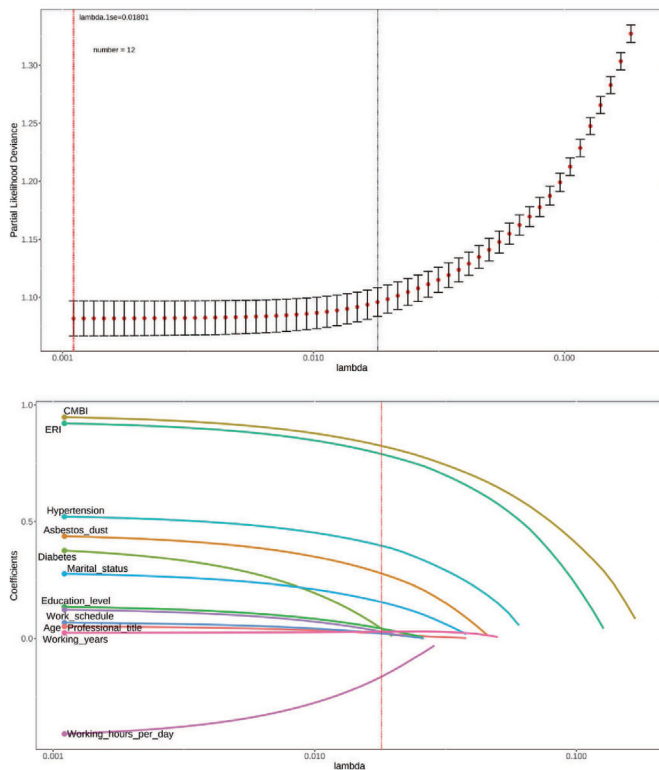 lambda.1se=0.01801
number = 12
Partial Likelihood Deviance
1.30
1.25
1.20
1.15
1.10
0.001
0.010
0.100
lambda
Coefficients
1.0
0.5
0.0
CMBI
ERI
Hypertension
Asbestos_dust
Diabetes
Marital_status
Education_level
Work_schedule
Age
Professional_title
Working_years
Working_hours_per_day
0.001
0.010
0.100
lambda